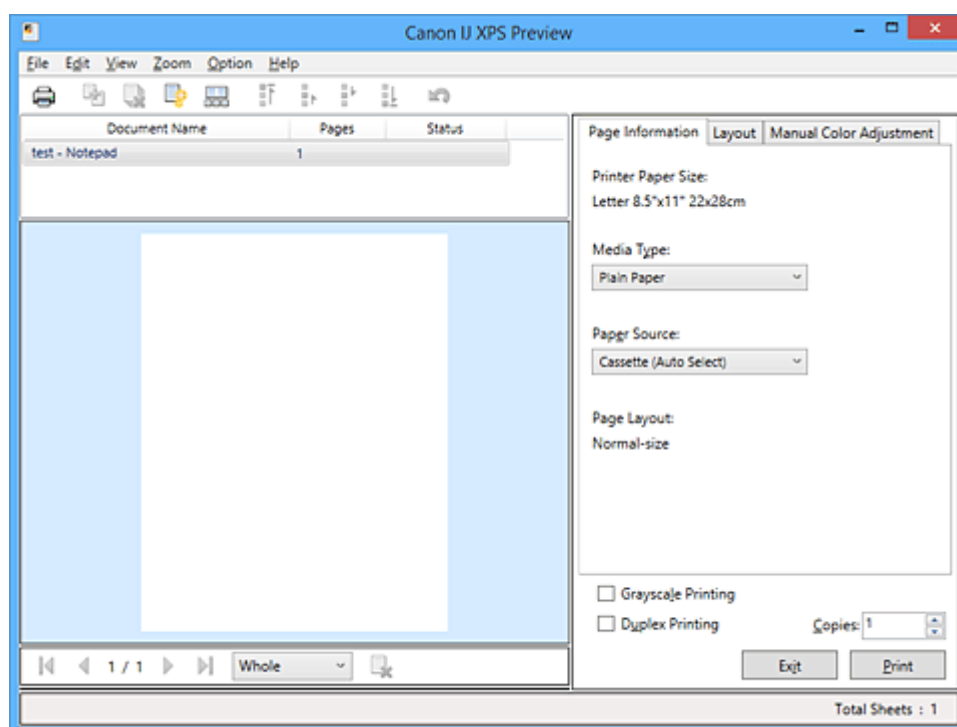 Canon IJ XPS Preview
File Edit View Zoom Option Help
Document Name Pages Status
test - Notepad 1
Page Information Layout Manual Color Adjustment
Printer Paper Size:
Letter 8.5"x11" 22x28cm
Media Type:
Plain Paper
Paper Source:
Cassette (Auto Select)
Page Layout:
Normal-size
Grayscale Printing
Duplex Printing Copies: 1
1 / 1 Whole Exit Print
Total Sheets : 1